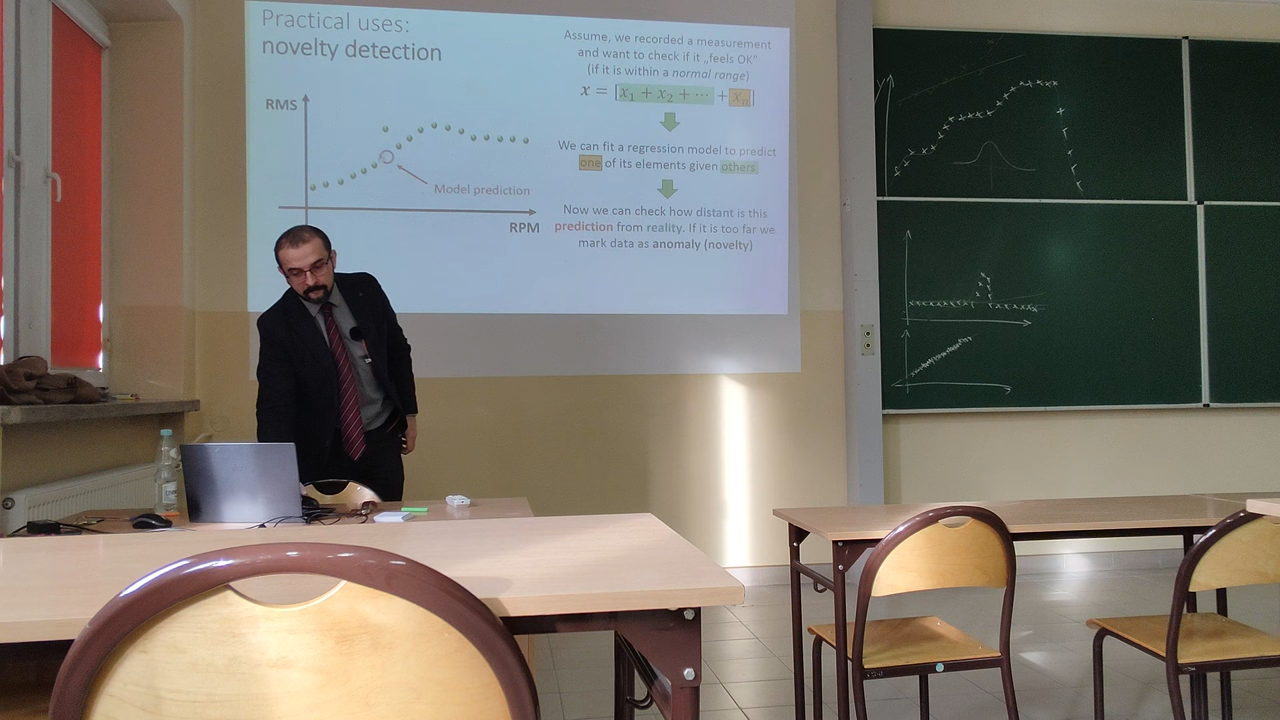 Practical uses:
novelty detection
RMS
Model prediction
RPM
Assume, we recorded a measurement
and want to check if it „feels OK"
(if it is within a normal range)
x = [x₁ + x₂ + ⋯ + xₙ]
We can fit a regression model to predict
one of its elements given others
Now we can check how distant is this
prediction from reality. If it is too far we
mark data as anomaly (novelty)
y